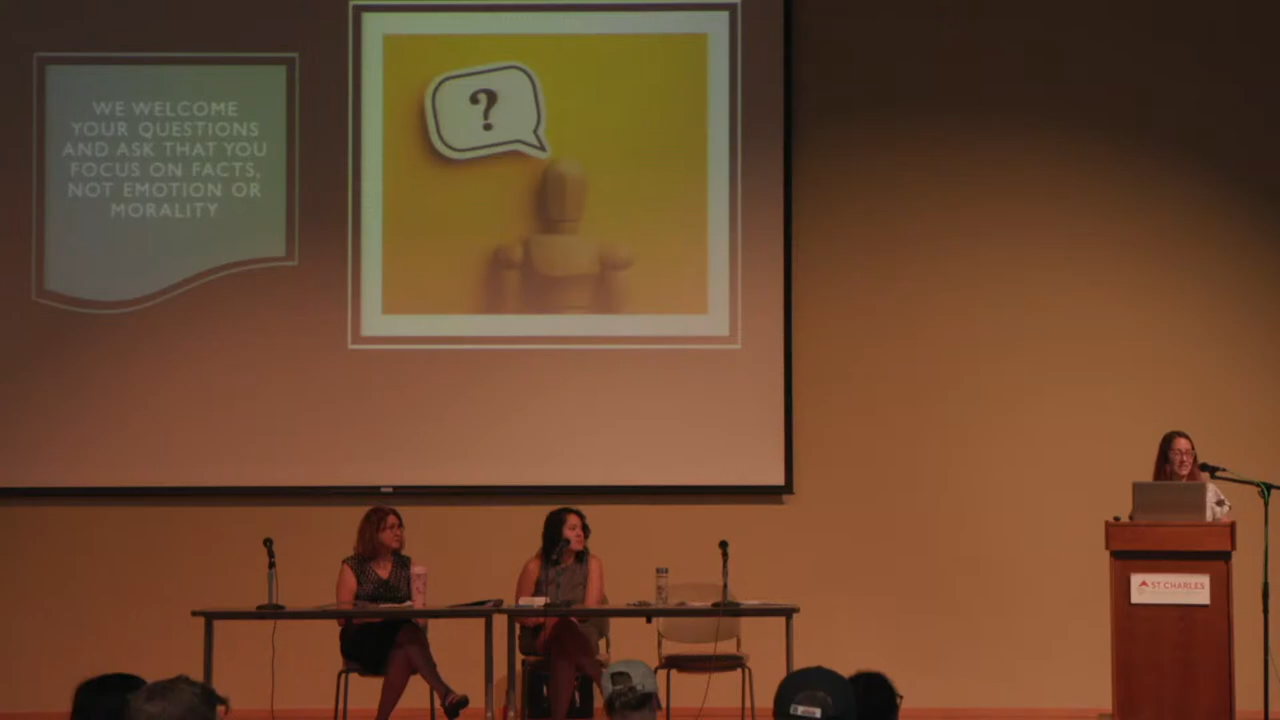 WE WELCOME
YOUR QUESTIONS
AND ASK THAT YOU
FOCUS ON FACTS,
NOT EMOTION OR
MORALITY
?
ST. CHARLES